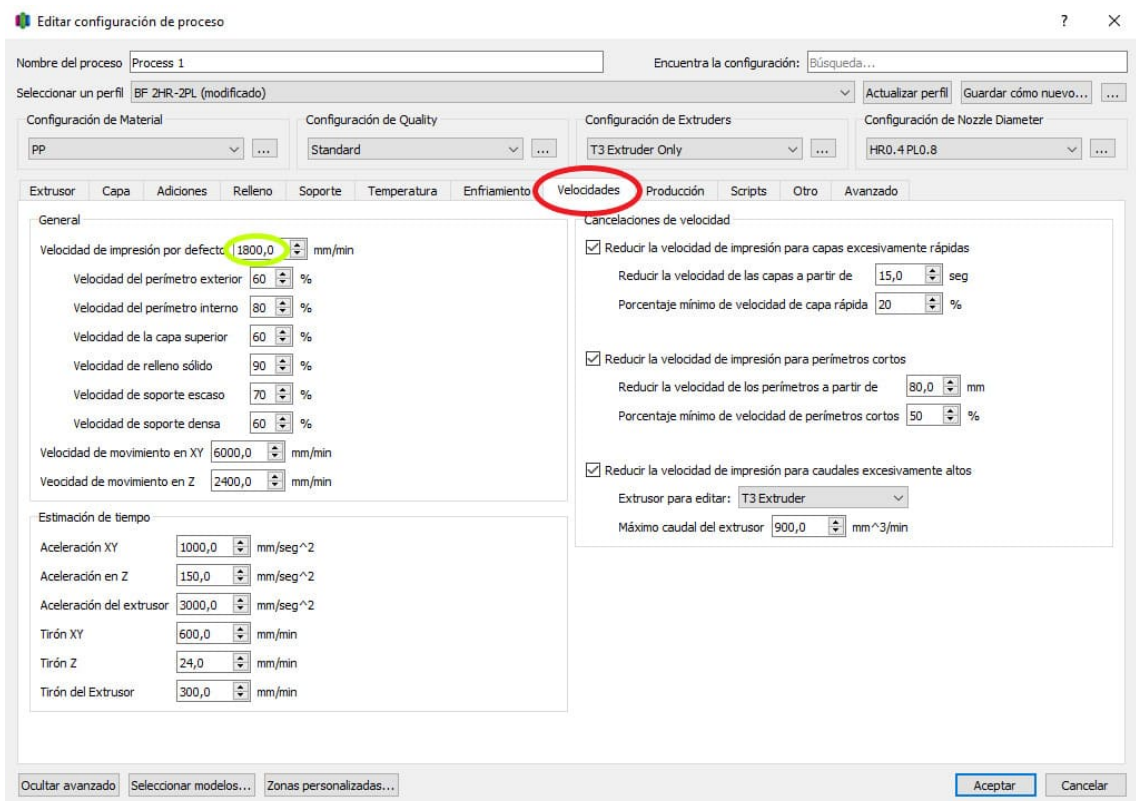 Editar configuración de proceso ? ×
Nombre del proceso Process 1 Encuentra la configuración: Búsqueda...
Seleccionar un perfil BF 2HR-2PL (modificado) Actualizar perfil Guardar cómo nuevo... ...
Configuración de Material Configuración de Quality Configuración de Extruders Configuración de Nozzle Diameter
PP ... Standard ... T3 Extruder Only ... HR0.4 PL0.8 ...
Extrusor Capa Adiciones Relleno Soporte Temperatura Enfriamiento Velocidades Producción Scripts Otro Avanzado
General
Velocidad de impresión por defecto 1800,0 mm/min
Velocidad del perímetro exterior 60 %
Velocidad del perímetro interno 80 %
Velocidad de la capa superior 60 %
Velocidad de relleno sólido 90 %
Velocidad de soporte escaso 70 %
Velocidad de soporte densa 60 %
Velocidad de movimiento en XY 6000,0 mm/min
Veocidad de movimiento en Z 2400,0 mm/min
Estimación de tiempo
Aceleración XY 1000,0 mm/seg^2
Aceleración en Z 150,0 mm/seg^2
Aceleración del extrusor 3000,0 mm/seg^2
Tirón XY 600,0 mm/min
Tirón Z 24,0 mm/min
Tirón del Extrusor 300,0 mm/min
Cancelaciones de velocidad
Reducir la velocidad de impresión para capas excesivamente rápidas
Reducir la velocidad de las capas a partir de 15,0 seg
Porcentaje mínimo de velocidad de capa rápida 20 %
Reducir la velocidad de impresión para perímetros cortos
Reducir la velocidad de los perímetros a partir de 80,0 mm
Porcentaje mínimo de velocidad de perímetros cortos 50 %
Reducir la velocidad de impresión para caudales excesivamente altos
Extrusor para editar: T3 Extruder
Máximo caudal del extrusor 900,0 mm^3/min
Ocultar avanzado Seleccionar modelos... Zonas personalizadas... Aceptar Cancelar